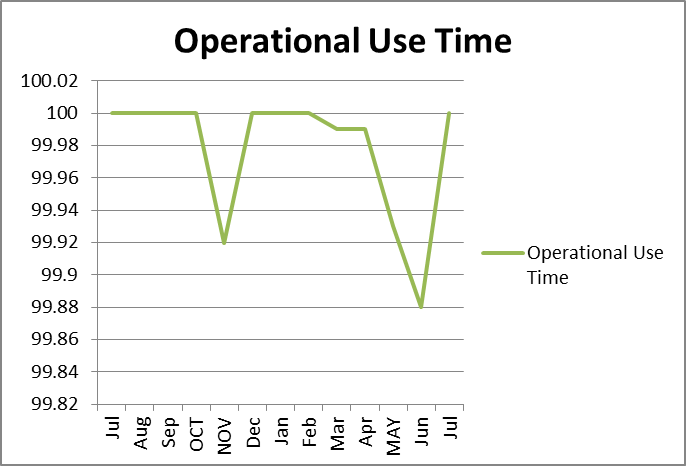 Operational Use Time
100.02
100
99.98
99.96
99.94
99.92
99.9
99.88
99.86
99.84
99.82
Jul
Aug
Sep
OCT
NOV
Dec
Jan
Feb
Mar
Apr
MAY
Jun
Jul
Operational Use
Time